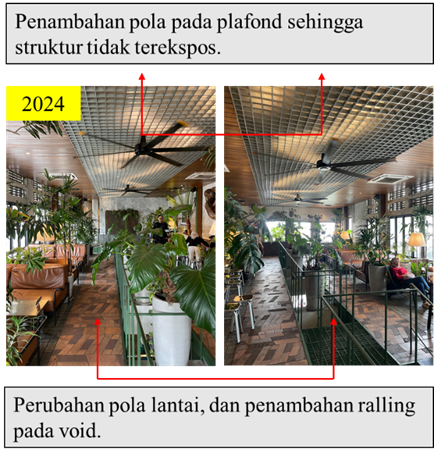 Penambahan pola pada plafond sehingga
struktur tidak terekspos.
2024
Perubahan pola lantai, dan penambahan ralling
pada void.